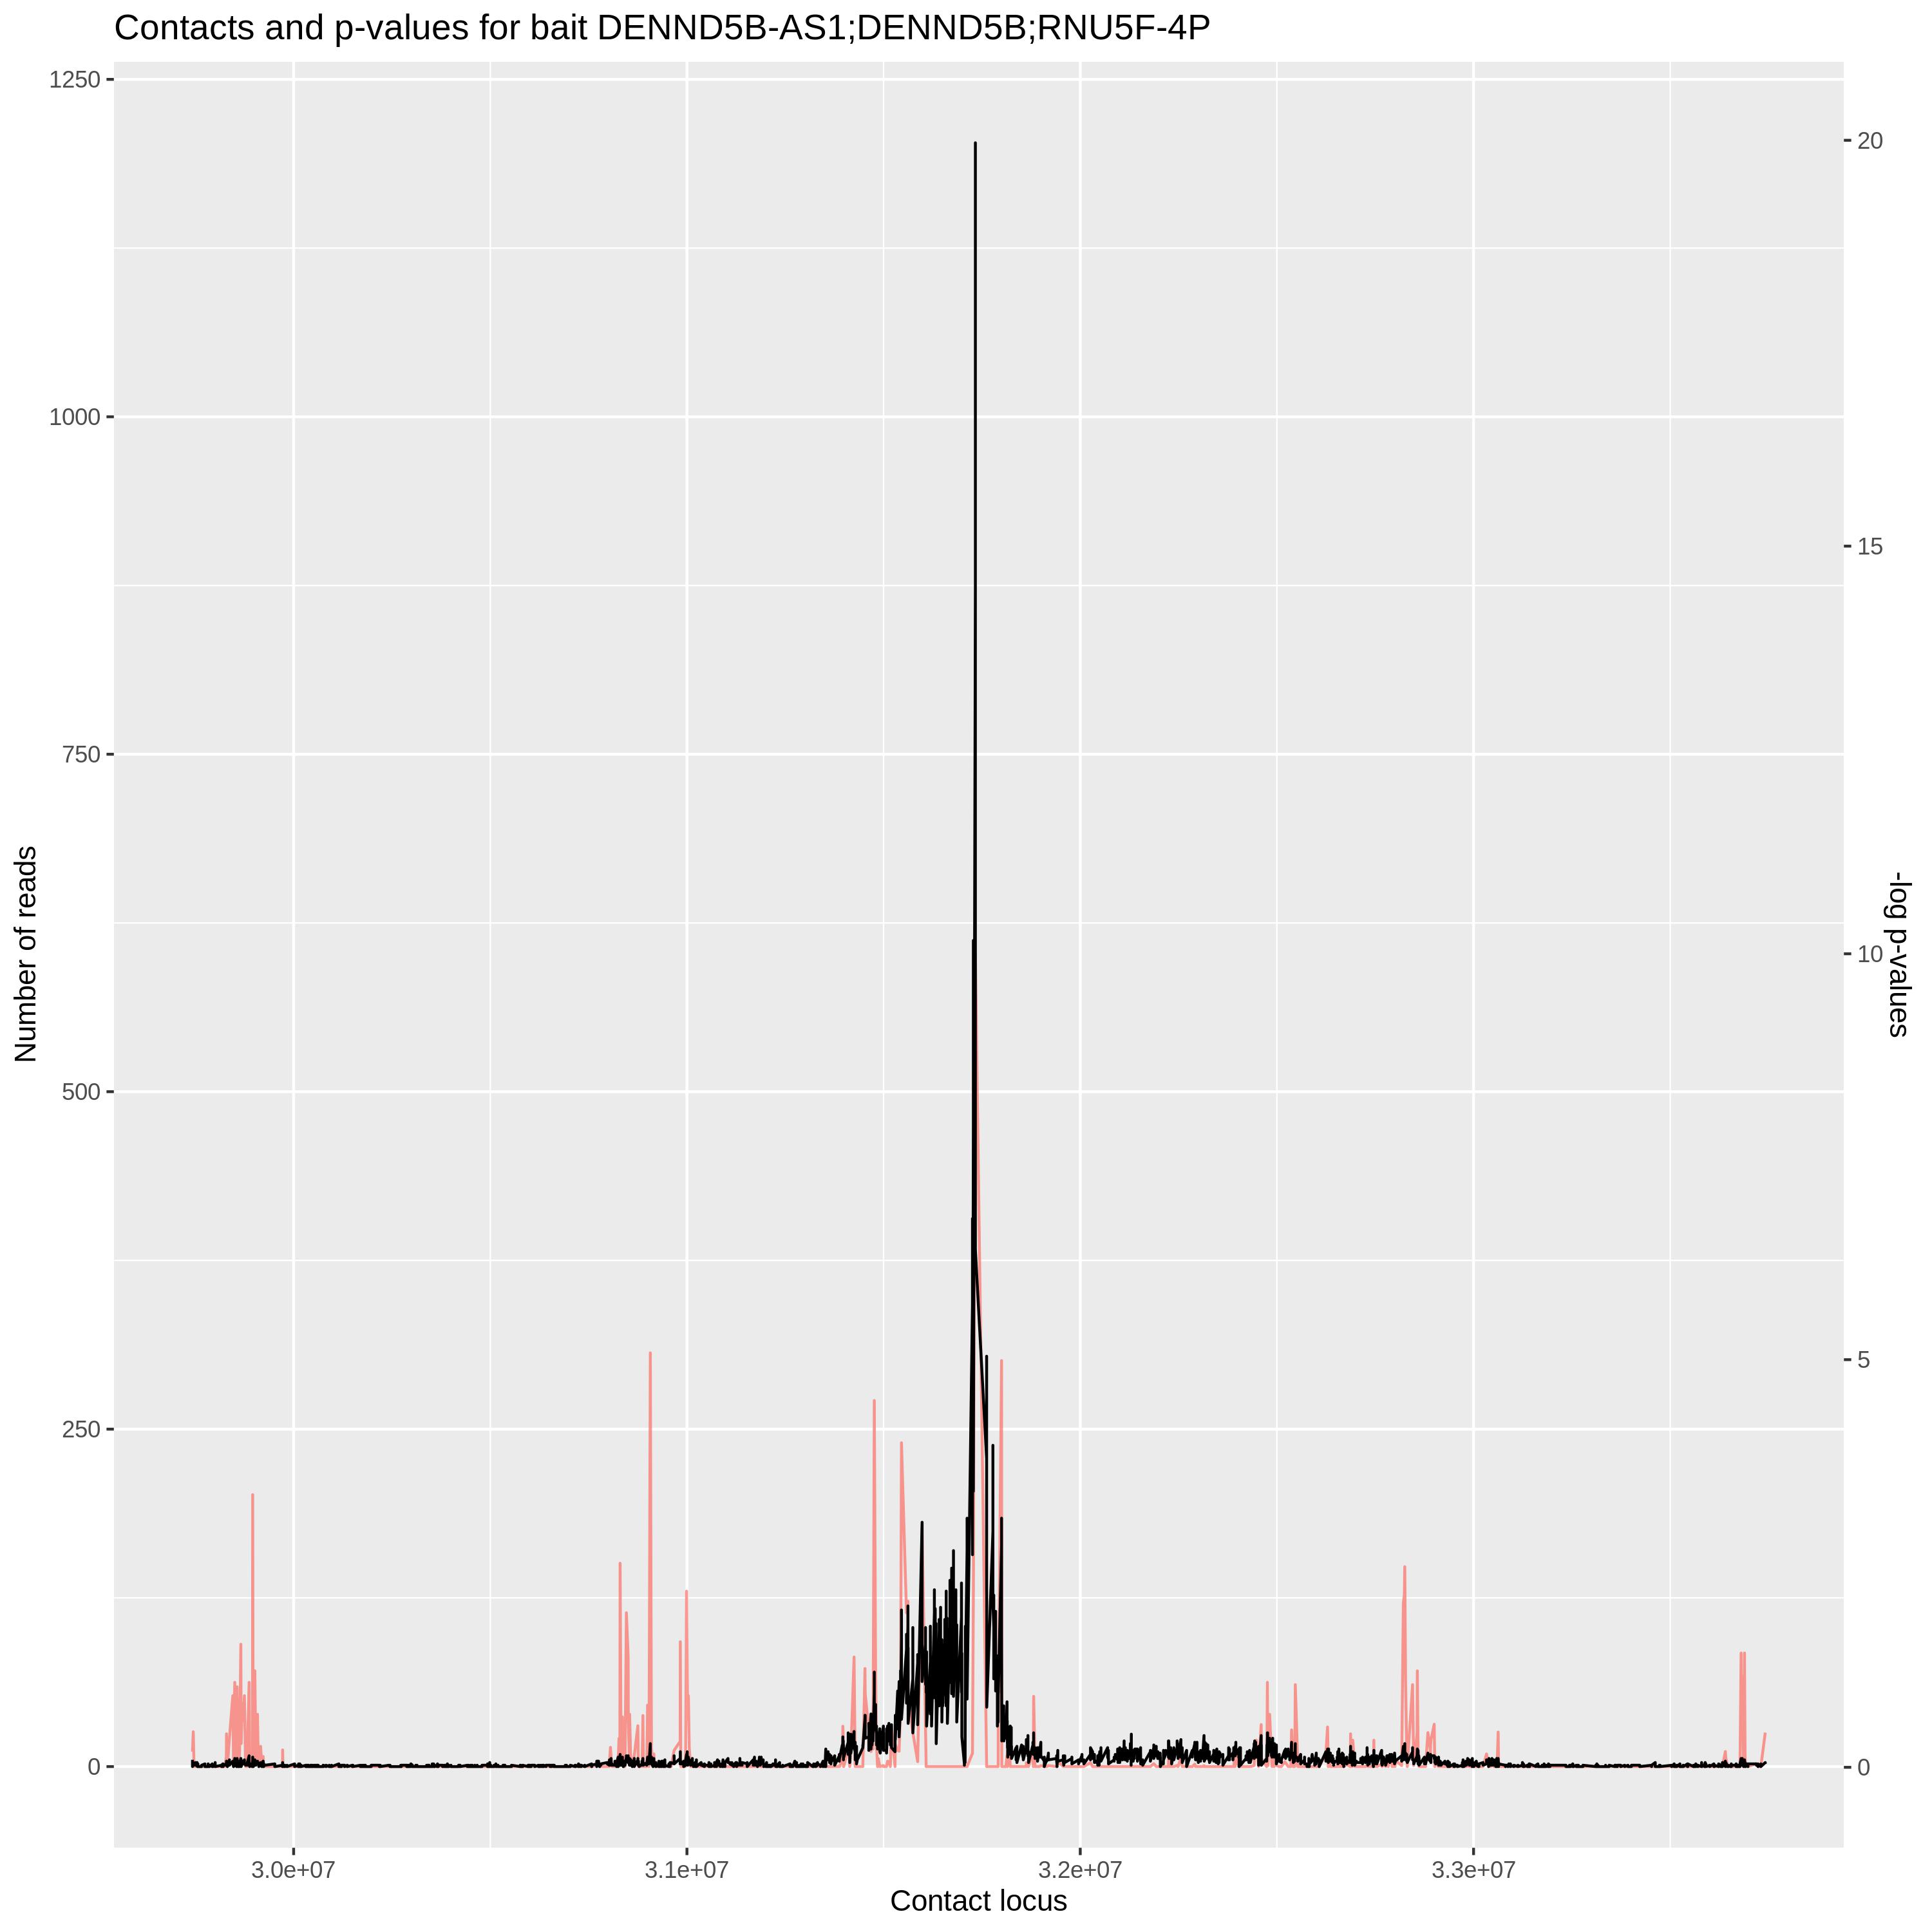 Contacts and p-values for bait DENND5B-AS1;DENND5B;RNU5F-4P
1250
1000
750
500
250
0
Number of reads
20
15
10
5
0
-log p-values
3.0e+07
3.1e+07
3.2e+07
3.3e+07
Contact locus